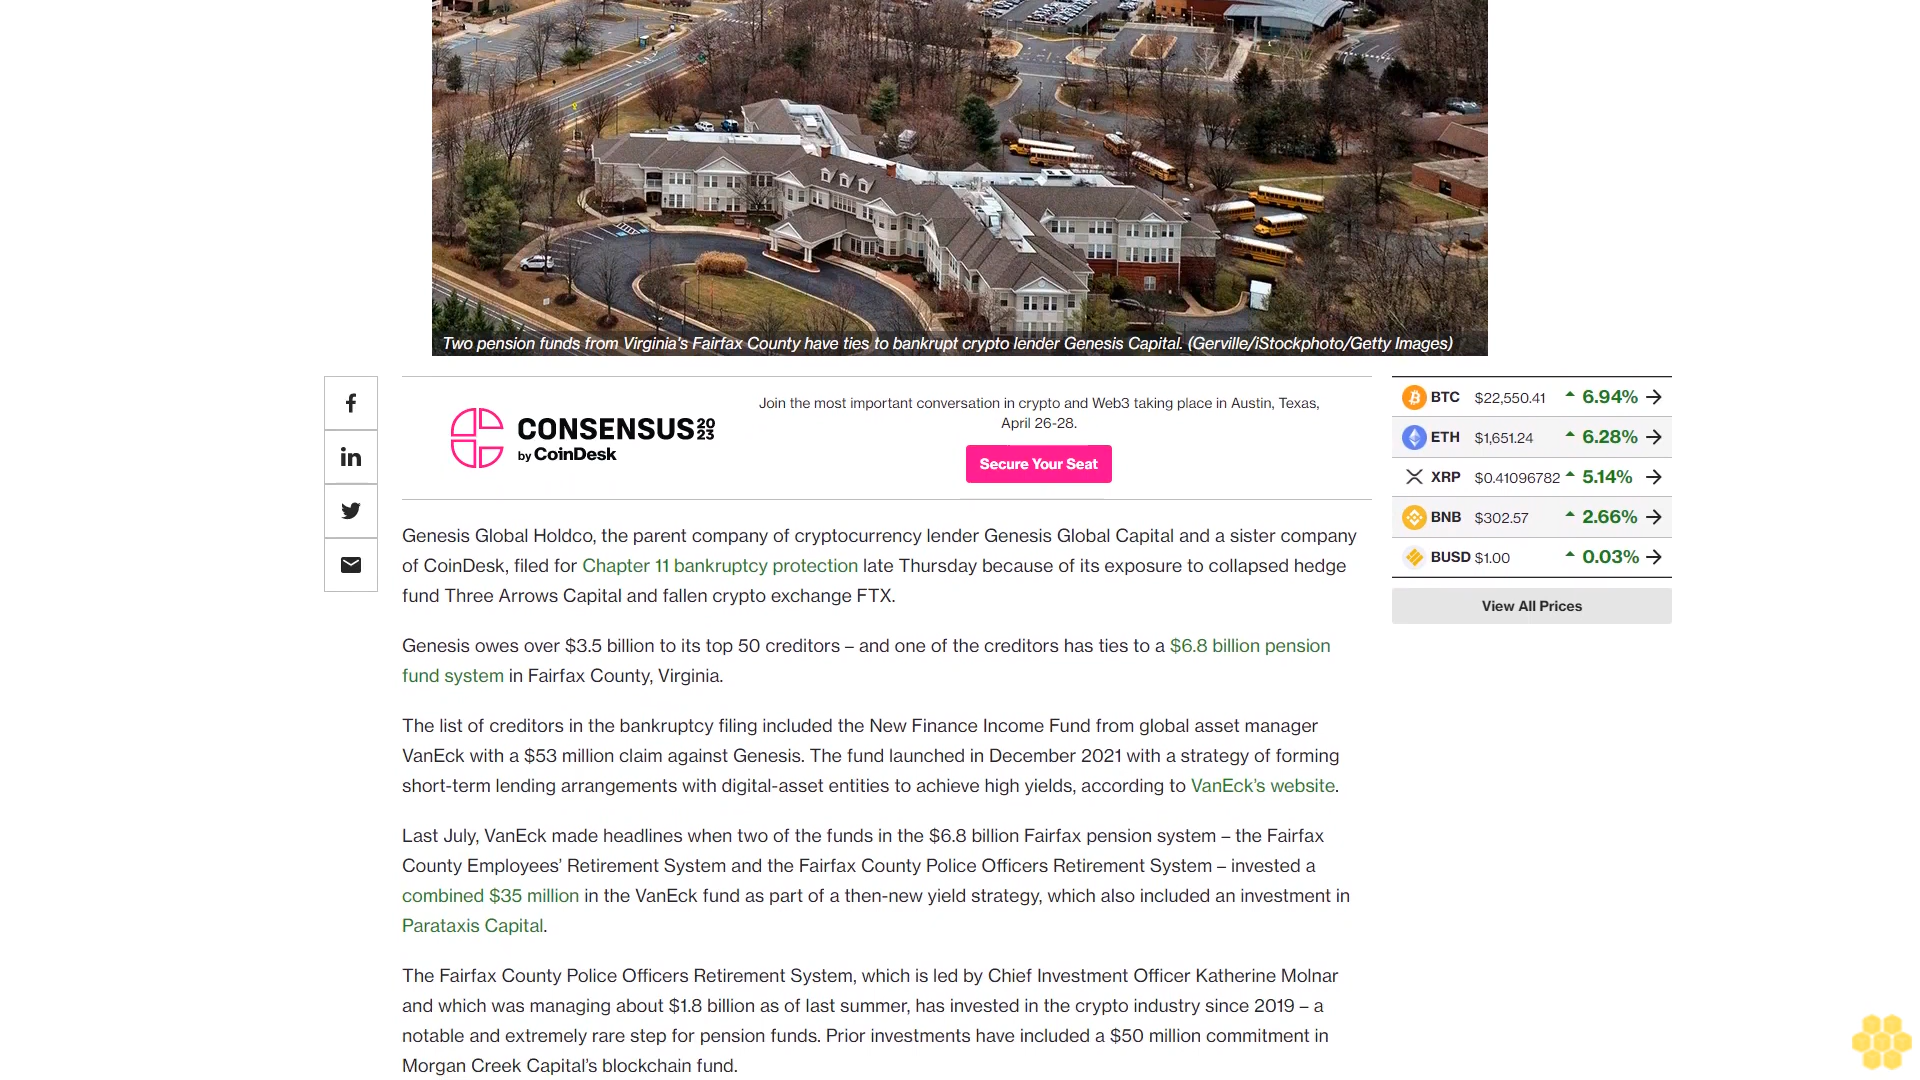 Two pension funds from Virginia's Fairfax County have ties to bankrupt crypto lender Genesis Capital. (Gerville/iStockphoto/Getty Images)
CONSENSUS 2023
by CoinDesk
Join the most important conversation in crypto and Web3 taking place in Austin, Texas,
April 26-28.
Secure Your Seat
BTC $22,550.41 6.94%
ETH $1,651.24 6.28%
XRP $0.41096782 5.14%
BNB $302.57 2.66%
BUSD $1.00 0.03%
View All Prices
Genesis Global Holdco, the parent company of cryptocurrency lender Genesis Global Capital and a sister company
of CoinDesk, filed for Chapter 11 bankruptcy protection late Thursday because of its exposure to collapsed hedge
fund Three Arrows Capital and fallen crypto exchange FTX.
Genesis owes over $3.5 billion to its top 50 creditors – and one of the creditors has ties to a $6.8 billion pension
fund system in Fairfax County, Virginia.
The list of creditors in the bankruptcy filing included the New Finance Income Fund from global asset manager
VanEck with a $53 million claim against Genesis. The fund launched in December 2021 with a strategy of forming
short-term lending arrangements with digital-asset entities to achieve high yields, according to VanEck’s website.
Last July, VanEck made headlines when two of the funds in the $6.8 billion Fairfax pension system – the Fairfax
County Employees’ Retirement System and the Fairfax County Police Officers Retirement System – invested a
combined $35 million in the VanEck fund as part of a then-new yield strategy, which also included an investment in
Parataxis Capital.
The Fairfax County Police Officers Retirement System, which is led by Chief Investment Officer Katherine Molnar
and which was managing about $1.8 billion as of last summer, has invested in the crypto industry since 2019 – a
notable and extremely rare step for pension funds. Prior investments have included a $50 million commitment in
Morgan Creek Capital’s blockchain fund.